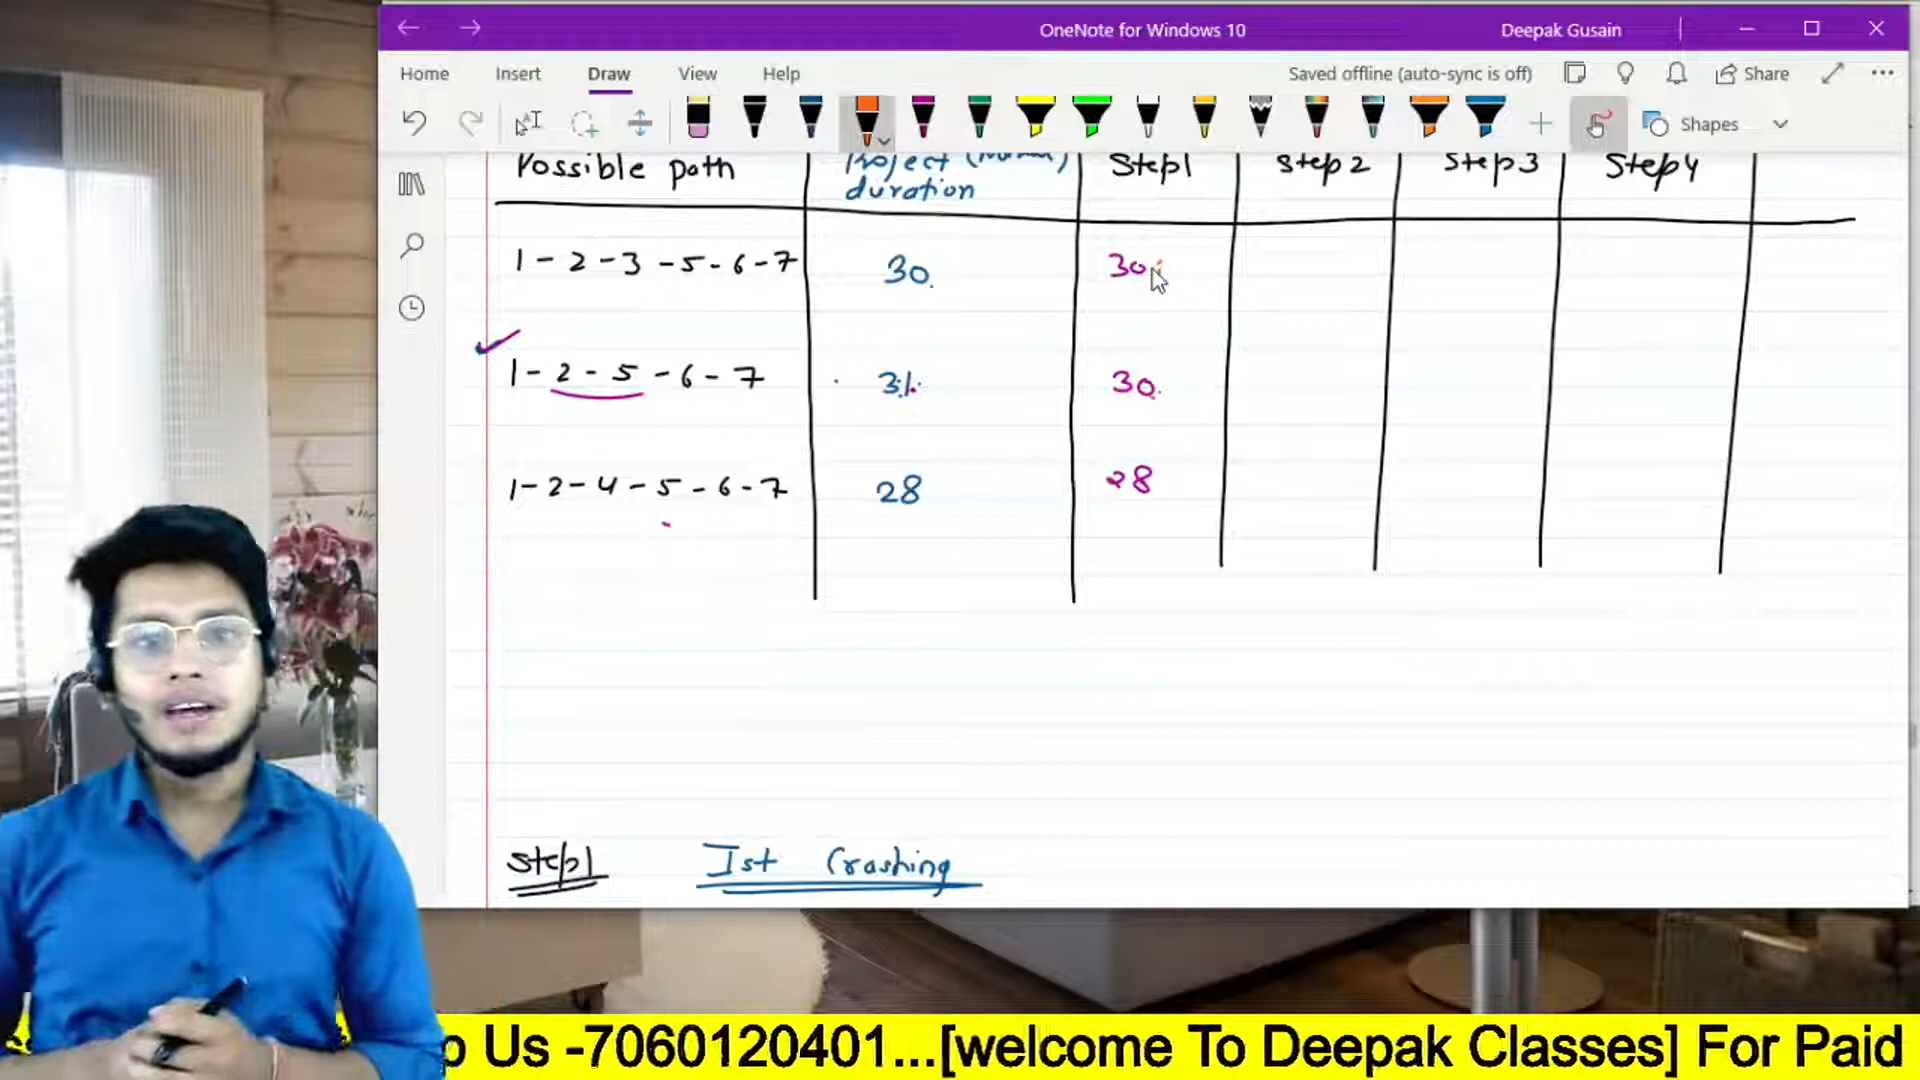 OneNote for Windows 10
Deepak Gusain
Home Insert Draw View Help
Saved offline (auto-sync is off)
Share
Shapes
Possible path
Project (Normal) duration
Step1
Step2
Step3
Step4
1-2-3-5-6-7 30. 30.
1-2-5-6-7 31. 30.
1-2-4-5-6-7 28 28
Step1 Ist Crashing
p Us -7060120401...[welcome To Deepak Classes] For Paid